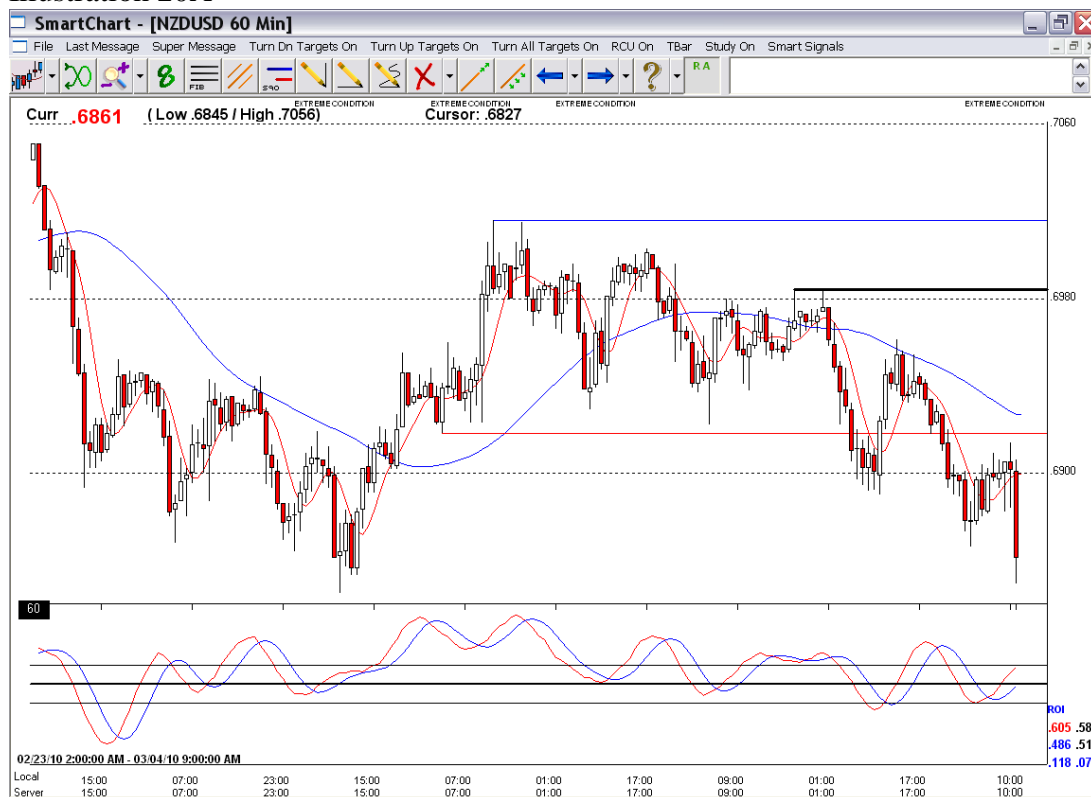 SmartChart - [NZDUSD 60 Min]
File Last Message Super Message Turn Dn Targets On Turn Up Targets On Turn All Targets On RCU On TBar Study On Smart Signals
FIB S90 RA
EXTREME CONDITION EXTREME CONDITION EXTREME CONDITION EXTREME CONDITION
Curr .6861 ( Low .6845 / High .7056) Cursor: .6827
.7060
.6980
.6900
60
ROI
.605 .58
.486 .51
.118 .07
02/23/10 2:00:00 AM - 03/04/10 9:00:00 AM
Local 15:00 07:00 23:00 15:00 07:00 01:00 17:00 09:00 01:00 17:00 10:00
Server 15:00 07:00 23:00 15:00 07:00 01:00 17:00 09:00 01:00 17:00 10:00